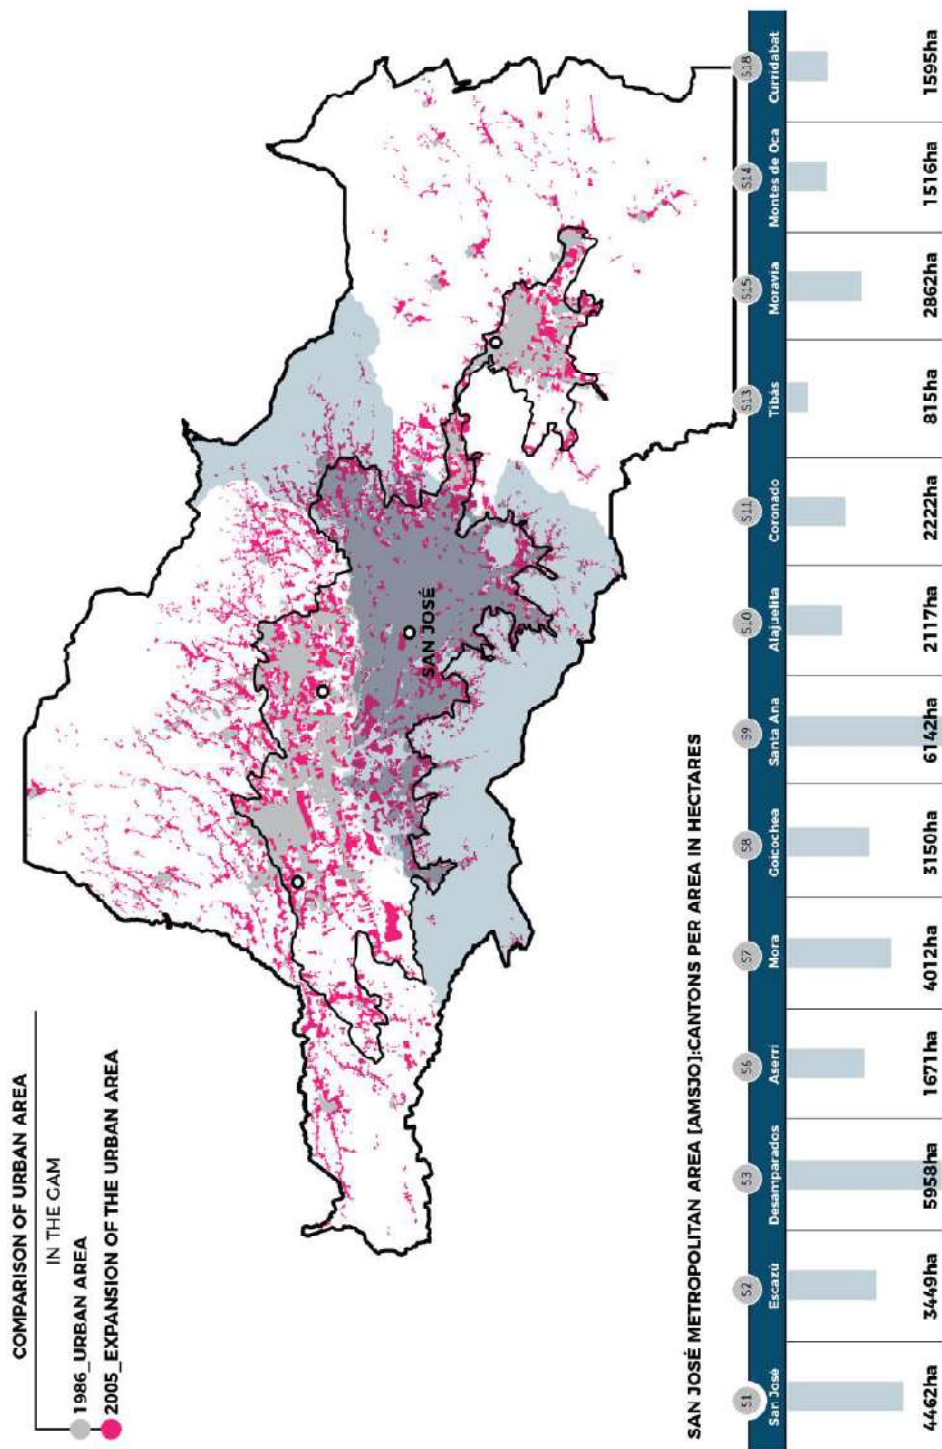 COMPARISON OF URBAN AREA
IN THE GAM
1986_URBAN AREA
2005_EXPANSION OF THE URBAN AREA
SAN JOSÉ
SAN JOSÉ METROPOLITAN AREA [AMSJO]:CANTONS PER AREA IN HECTARES
S1 S2 S3 S6 S7 S8 S9 S10 S11 S13 S15 S14 S18
San José Escazú Desamparados Aserrí Mora Goicochea Santa Ana Alajuelita Coronado Tibás Moravia Montes de Oca Curridabat
4462ha 3449ha 5958ha 1671ha 4012ha 3150ha 6142ha 2117ha 2222ha 815ha 2862ha 1516ha 1595ha